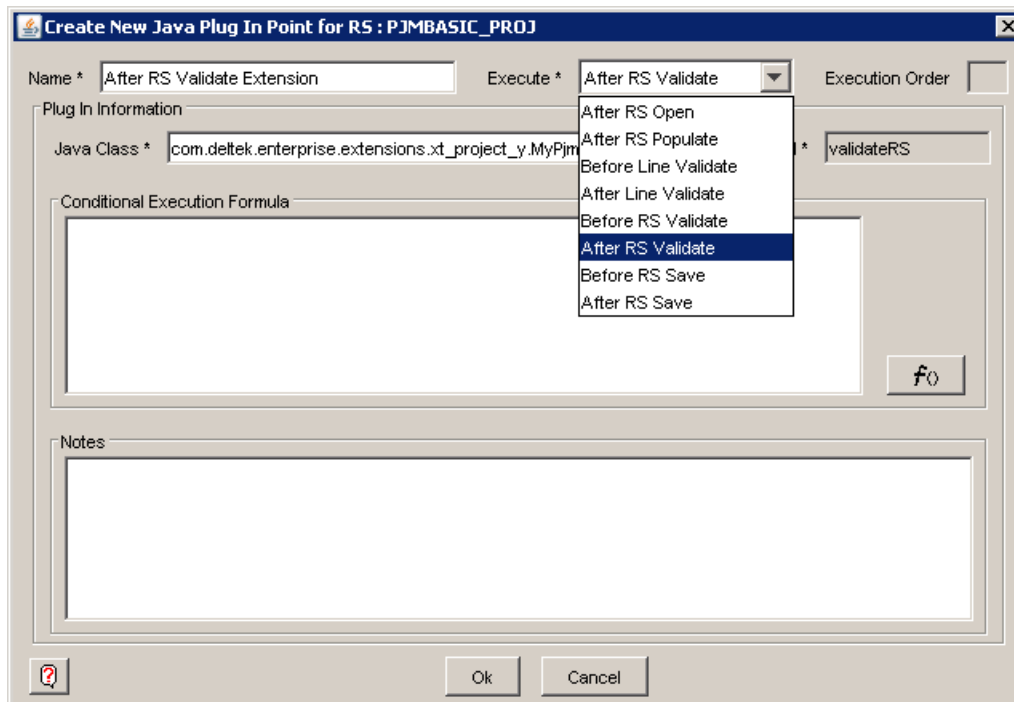 Create New Java Plug In Point for RS : PJMBASIC_PROJ
Name * After RS Validate Extension Execute * After RS Validate Execution Order
Plug In Information
Java Class * com.deltek.enterprise.extensions.xt_project_y.MyPjm * validateRS
After RS Open
After RS Populate
Before Line Validate
After Line Validate
Before RS Validate
After RS Validate
Before RS Save
After RS Save
Conditional Execution Formula
f()
Notes
Ok Cancel